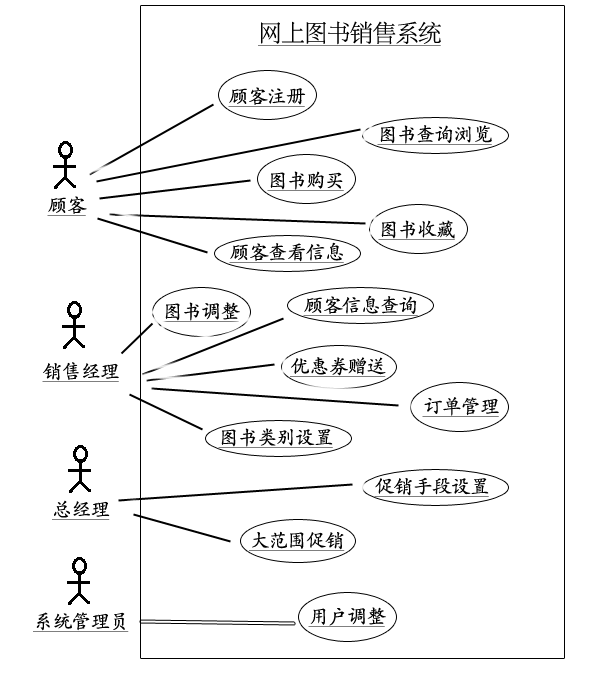 网上图书销售系统
顾客注册
图书查询浏览
图书购买
顾客
图书收藏
顾客查看信息
图书调整
顾客信息查询
销售经理
优惠券赠送
订单管理
图书类别设置
总经理
促销手段设置
大范围促销
系统管理员
用户调整